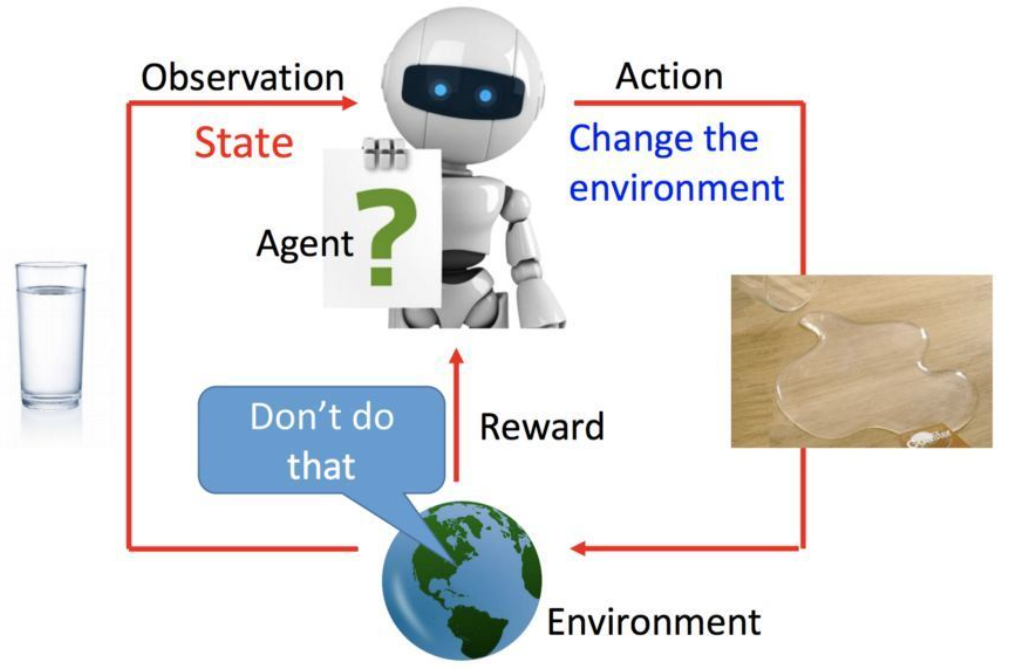 Observation
Action
State
Change the
environment
Agent
?
Don’t do
that
Reward
Environment